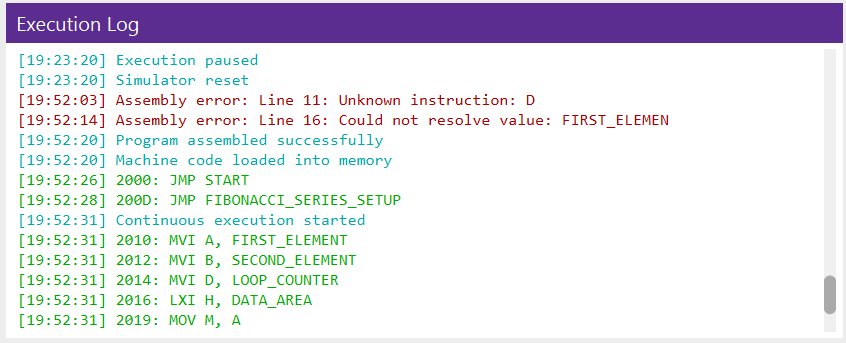 Execution Log
[19:23:20] Execution paused
[19:23:20] Simulator reset
[19:52:03] Assembly error: Line 11: Unknown instruction: D
[19:52:14] Assembly error: Line 16: Could not resolve value: FIRST_ELEMEN
[19:52:20] Program assembled successfully
[19:52:20] Machine code loaded into memory
[19:52:26] 2000: JMP START
[19:52:28] 200D: JMP FIBONACCI_SERIES_SETUP
[19:52:31] Continuous execution started
[19:52:31] 2010: MVI A, FIRST_ELEMENT
[19:52:31] 2012: MVI B, SECOND_ELEMENT
[19:52:31] 2014: MVI D, LOOP_COUNTER
[19:52:31] 2016: LXI H, DATA_AREA
[19:52:31] 2019: MOV M, A